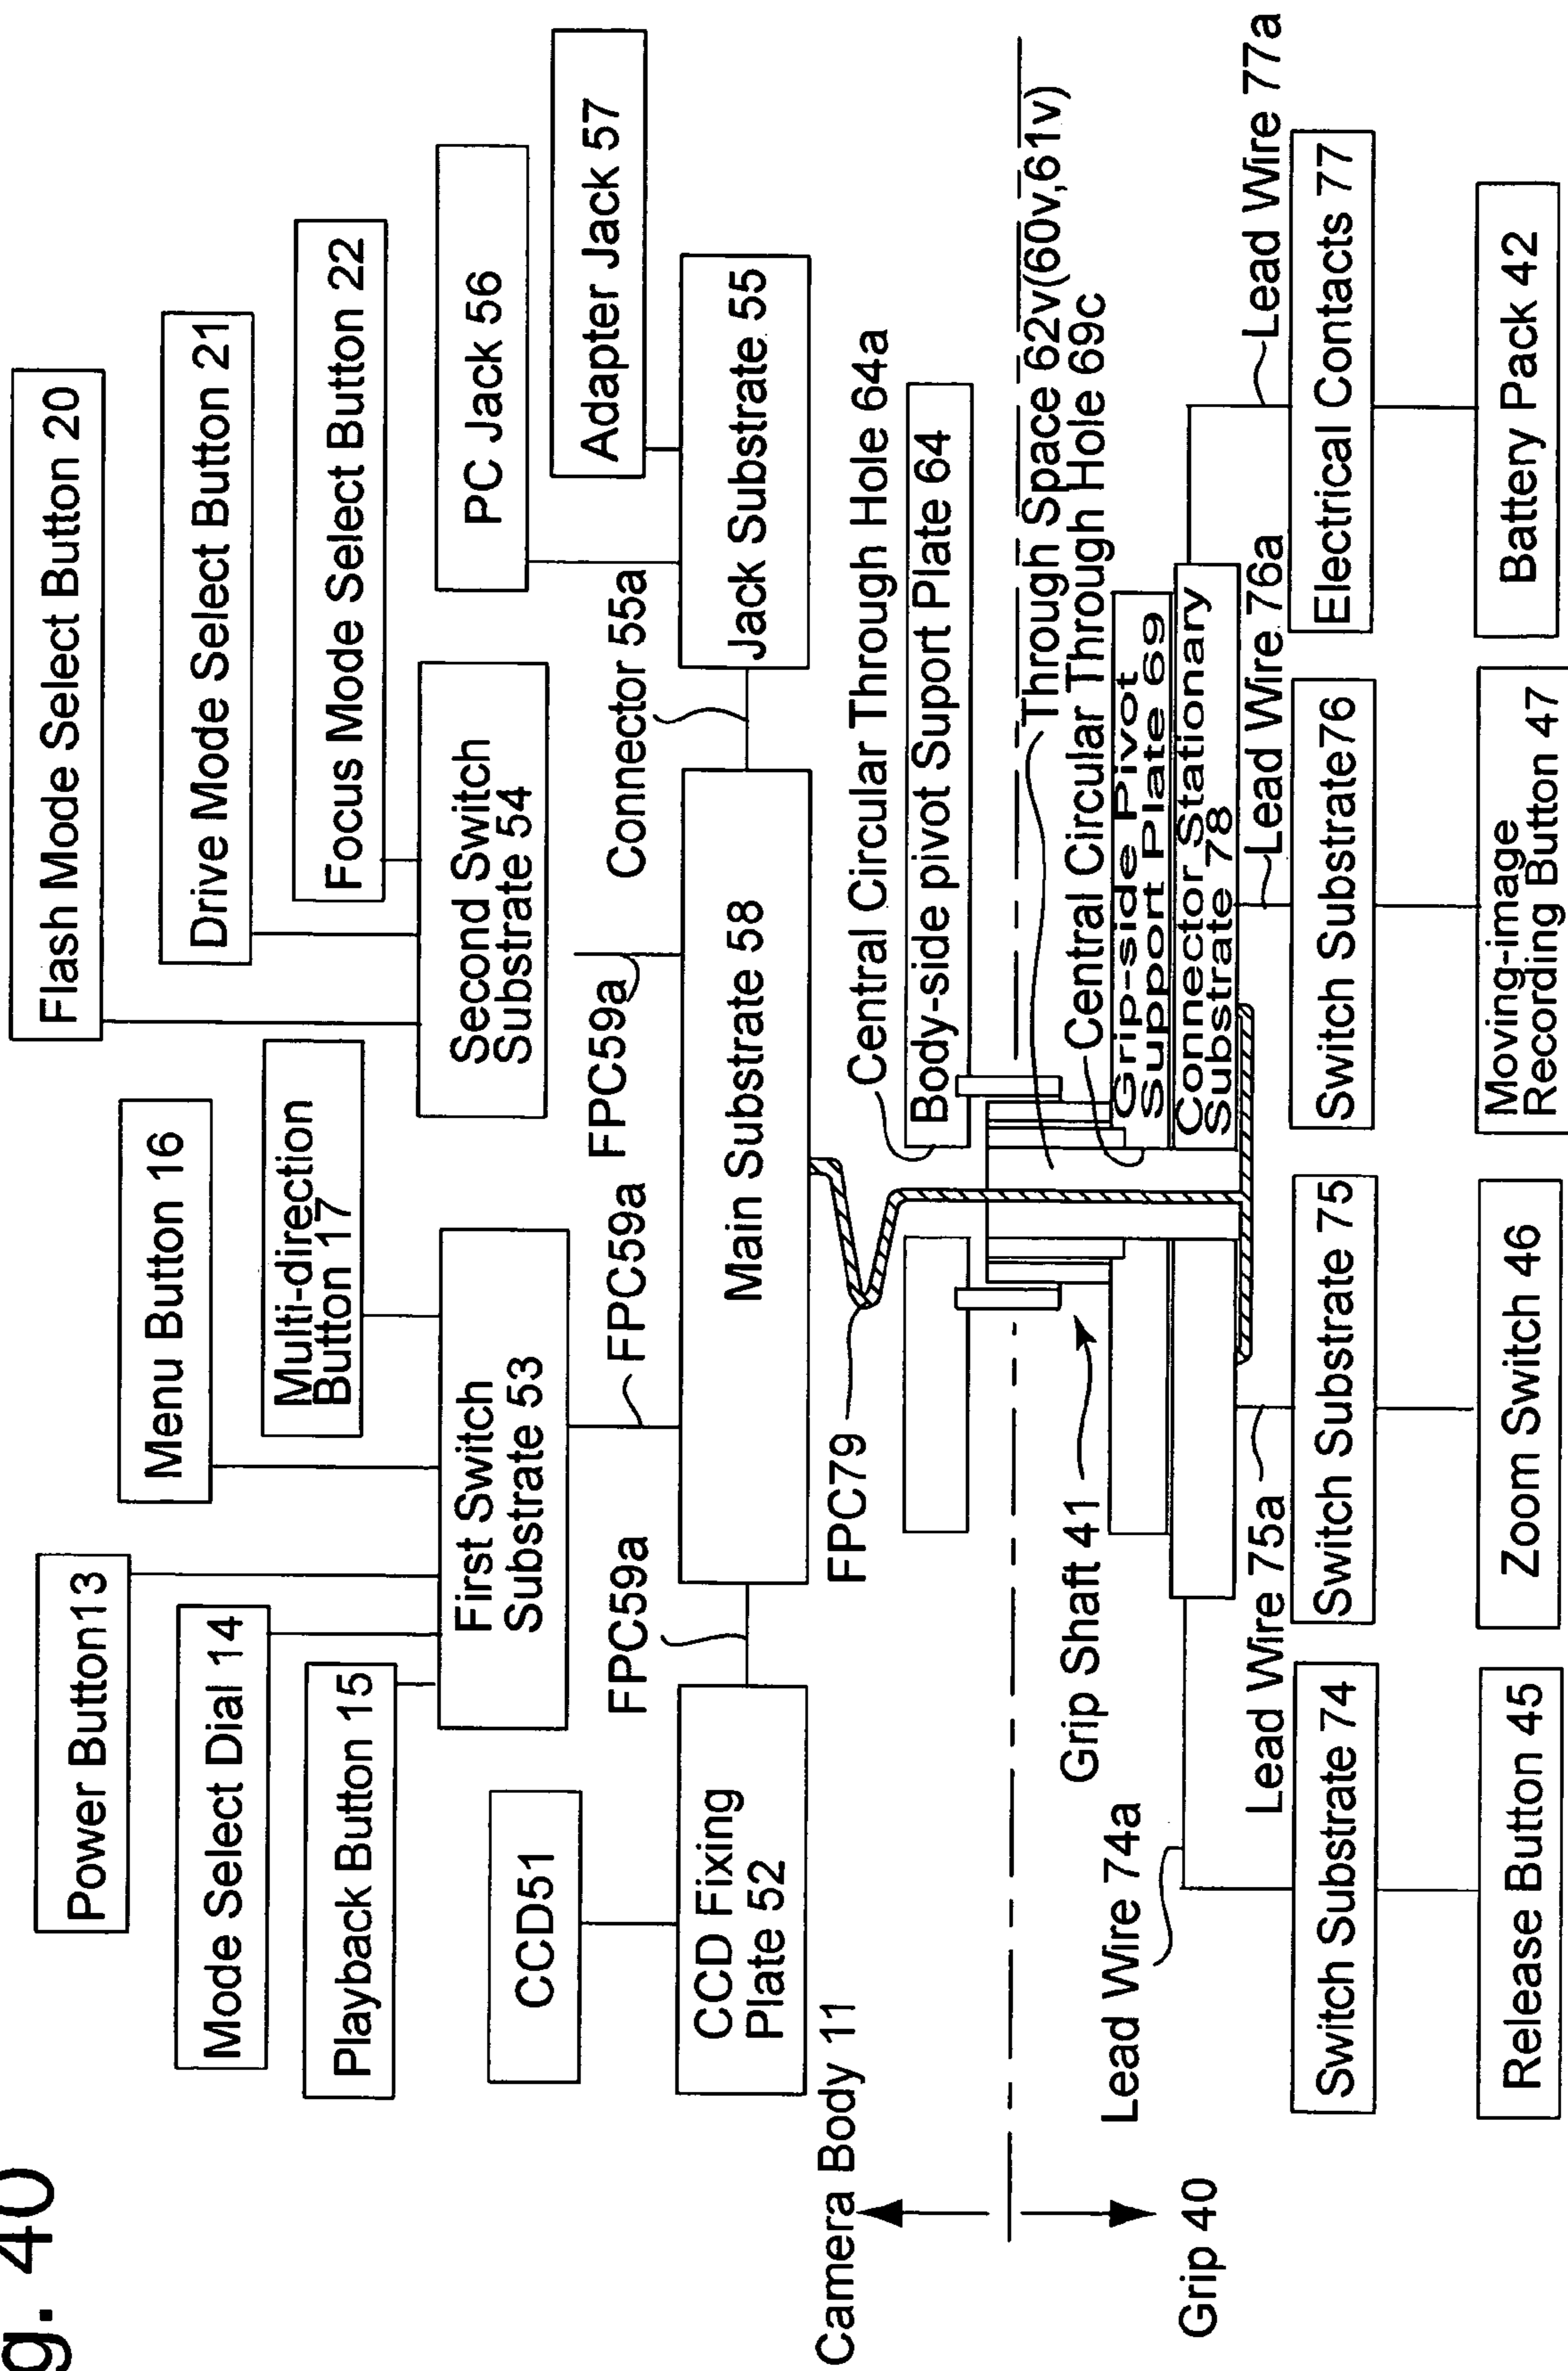 g. 40
Flash Mode Select Button 20
Power Button13
Menu Button 16
Drive Mode Select Button 21
Mode Select Dial 14
Multi-direction
Button 17
Focus Mode Select Button 22
Playback Button 15
First Switch
Substrate 53
Second Switch
Substrate 54
PC Jack 56
CCD51
Adapter Jack 57
FPC59a
FPC59a
FPC59a
Connector 55a
CCD Fixing
Plate 52
Main Substrate 58
Jack Substrate 55
Camera Body 11
FPC79
Central Circular Through Hole 64a
Body-side pivot Support Plate 64
Through Space 62v(60v,61v)
Grip Shaft 41
Central Circular Through Hole 69c
Lead Wire 74a
Grip-side Pivot
Support Plate 69
Connector Stationary
Substrate 78
Grip 40
Lead Wire 75a
Lead Wire 76a
Lead Wire 77a
Switch Substrate 74
Switch Substrate 75
Switch Substrate76
Electrical Contacts 77
Release Button 45
Zoom Switch 46
Moving-image
Recording Button 47
Battery Pack 42